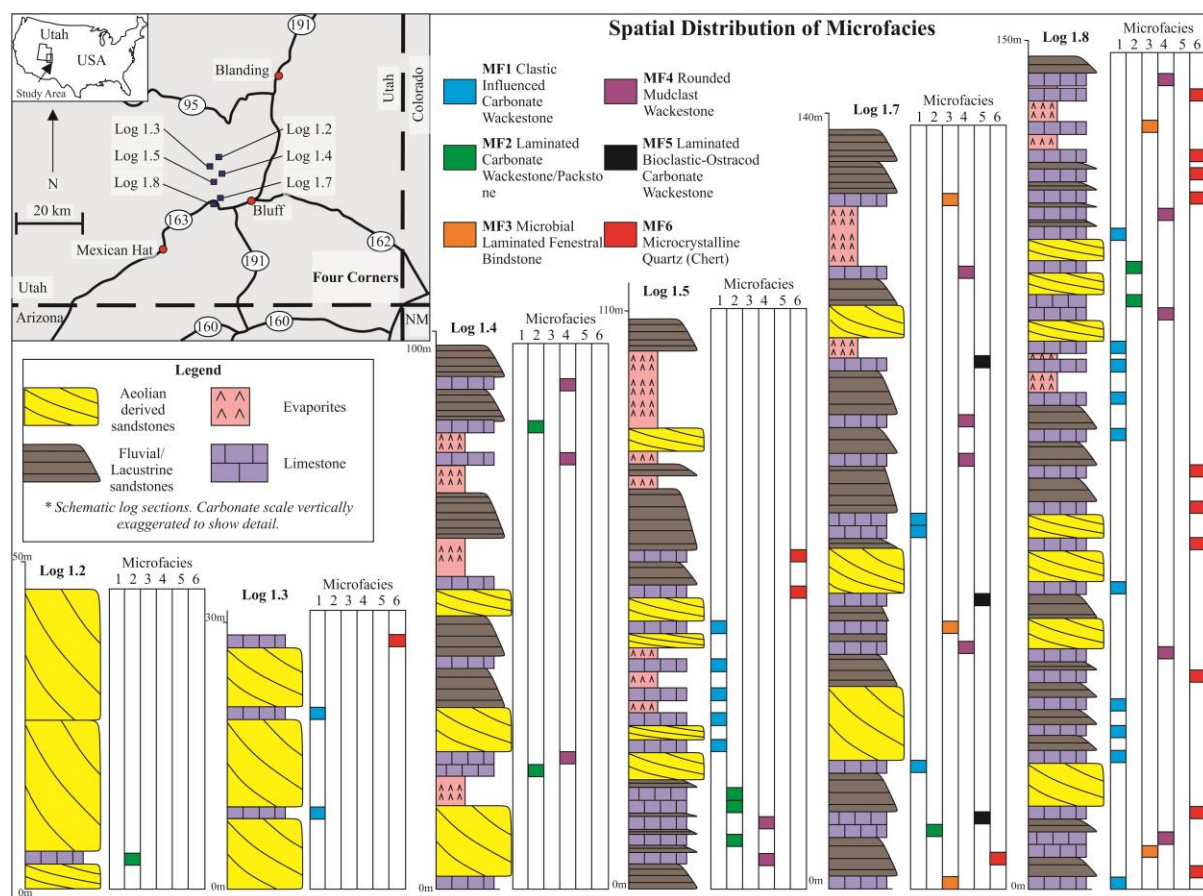 Spatial Distribution of Microfacies
Utah
USA
Study Area
N
20 km
191
Blanding
95
Utah
Colorado
Log 1.3
Log 1.5
Log 1.8
Log 1.2
Log 1.4
Log 1.7
Bluff
163
Mexican Hat
191
162
Four Corners
Utah
Arizona
160
160
NM
MF1 Clastic
Influenced
Carbonate
Wackestone
MF2 Laminated
Carbonate
Wackestone/Packsto
ne
MF3 Microbial
Laminated Fenestral
Bindstone
MF4 Rounded
Mudclast
Wackestone
MF5 Laminated
Bioclastic-Ostracod
Carbonate
Wackestone
MF6
Microcrystalline
Quartz (Chert)
Legend
Aeolian
derived
sandstones
Evaporites
Fluvial/
Lacustrine
sandstones
Limestone
* Schematic log sections. Carbonate scale vertically
exaggerated to show detail.
50m
Log 1.2
Microfacies
1 2 3 4 5 6
0m
30m
Log 1.3
Microfacies
1 2 3 4 5 6
0m
100m
Log 1.4
Microfacies
1 2 3 4 5 6
0m
110m
Log 1.5
Microfacies
1 2 3 4 5 6
0m
140m
Log 1.7
Microfacies
1 2 3 4 5 6
0m
150m
Log 1.8
Microfacies
1 2 3 4 5 6
0m